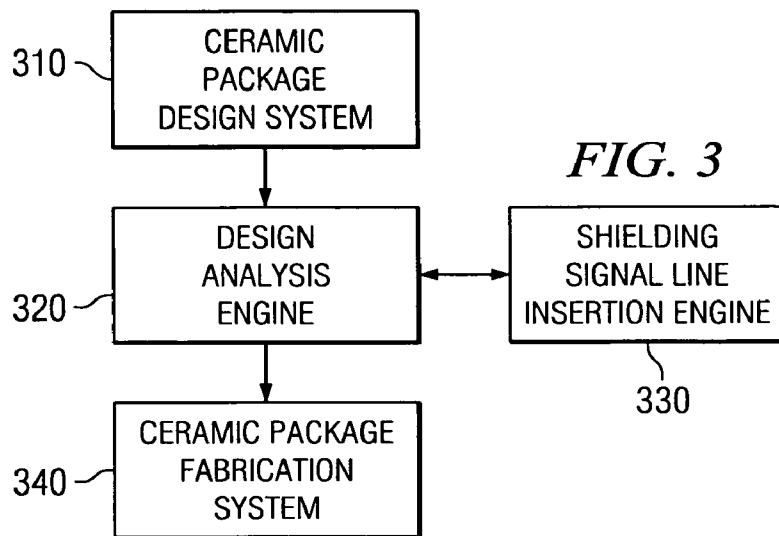 310
CERAMIC
PACKAGE
DESIGN SYSTEM
FIG. 3
320
DESIGN
ANALYSIS
ENGINE
SHIELDING
SIGNAL LINE
INSERTION ENGINE
330
340
CERAMIC PACKAGE
FABRICATION
SYSTEM